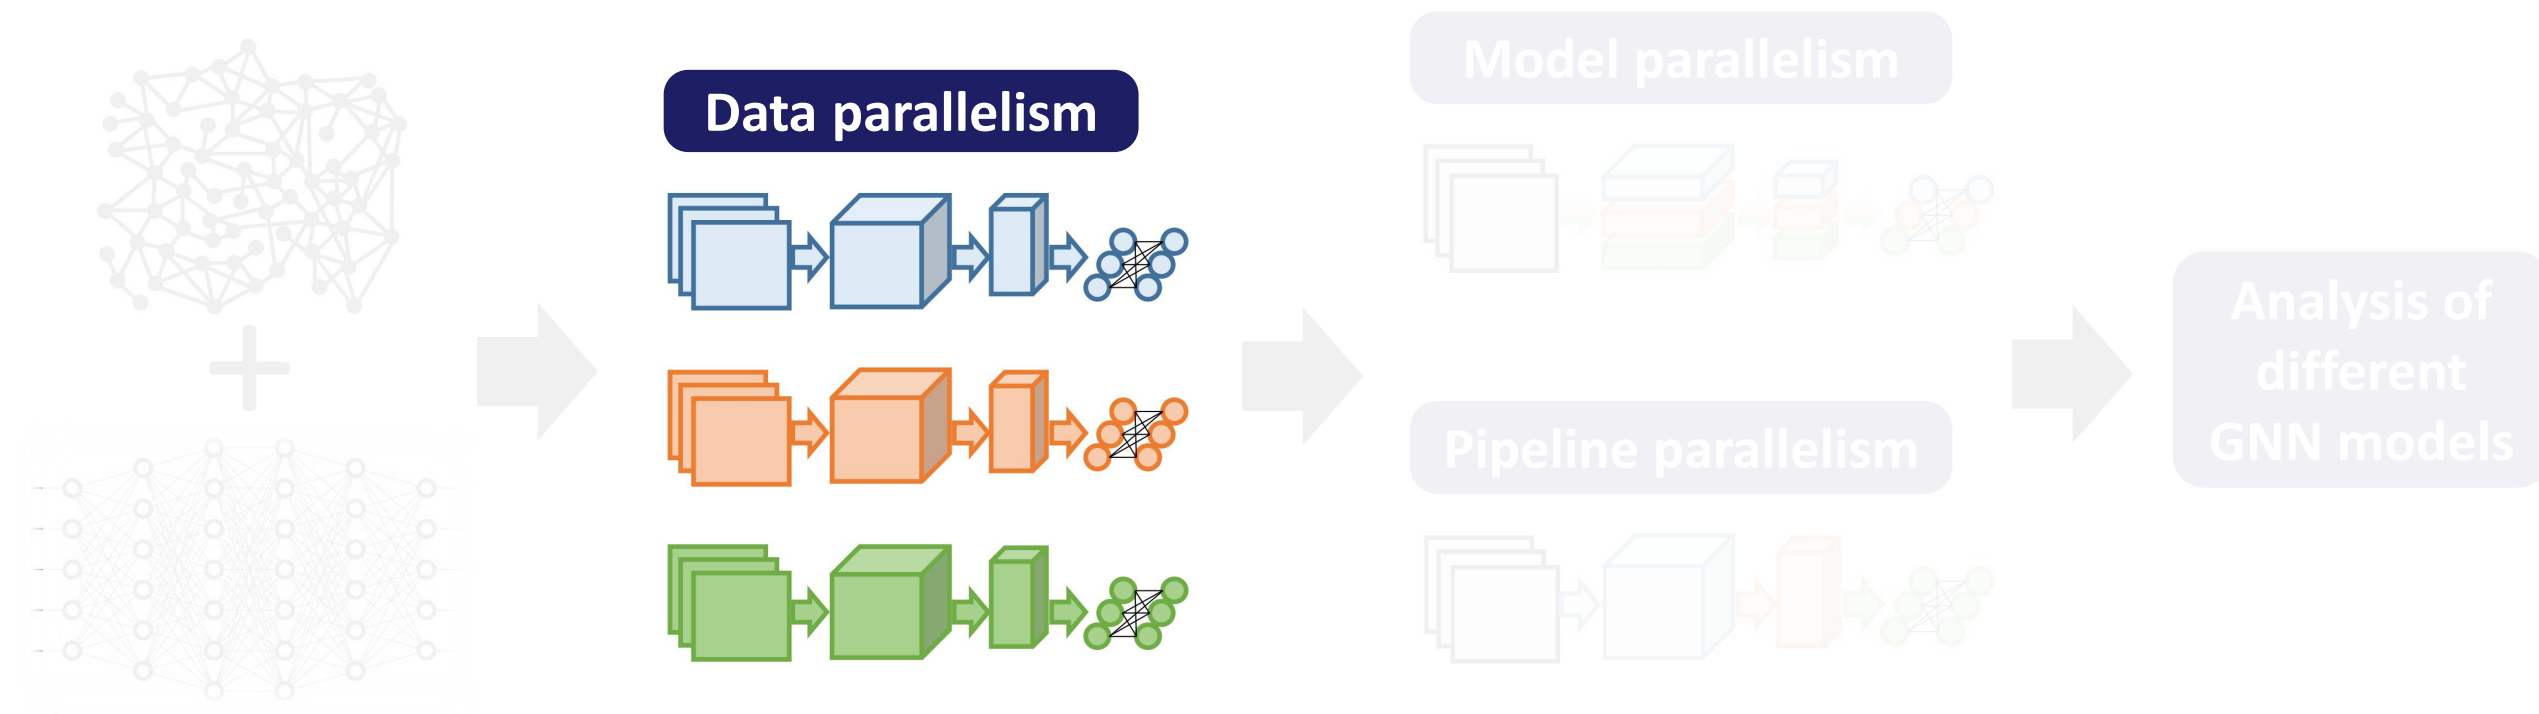 Data parallelism
Model parallelism
Pipeline parallelism
Analysis of
different
GNN models